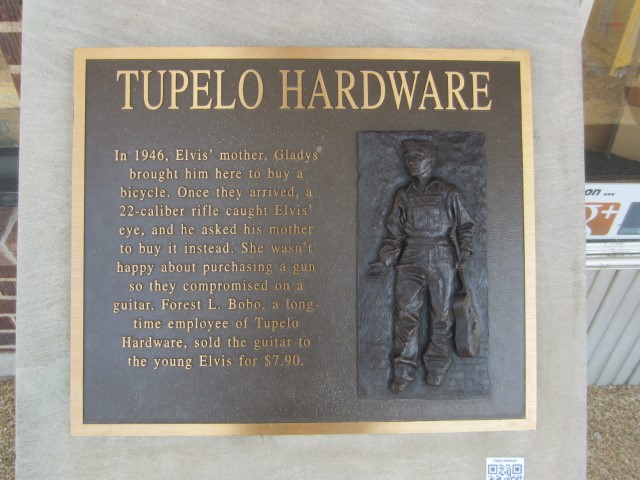 TUPELO HARDWARE
In 1946, Elvis' mother, Gladys
brought him here to buy a
bicycle. Once they arrived, a
22-caliber rifle caught Elvis'
eye, and he asked his mother
to buy it instead. She wasn't
happy about purchasing a gun
so they compromised on a
guitar. Forest L. Bobo, a long-
time employee of Tupelo
Hardware, sold the guitar to
the young Elvis for $7.90.
on ...